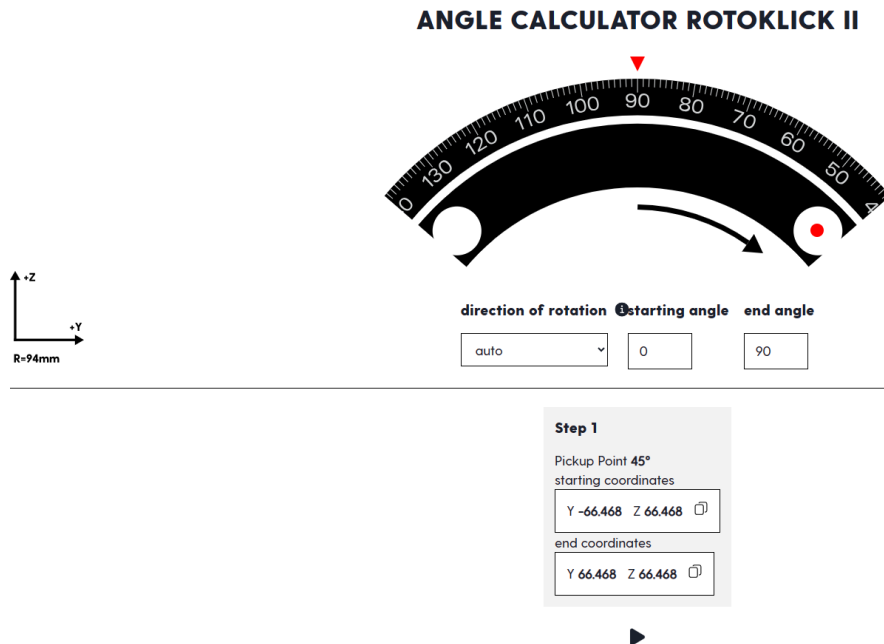 ANGLE CALCULATOR ROTOKLICK II
130 120 110 100 90 80 70 60 50
+Z
+Y
R=94mm
direction of rotation i starting angle end angle
auto 0 90
Step 1
Pickup Point 45°
starting coordinates
Y -66.468 Z 66.468
end coordinates
Y 66.468 Z 66.468